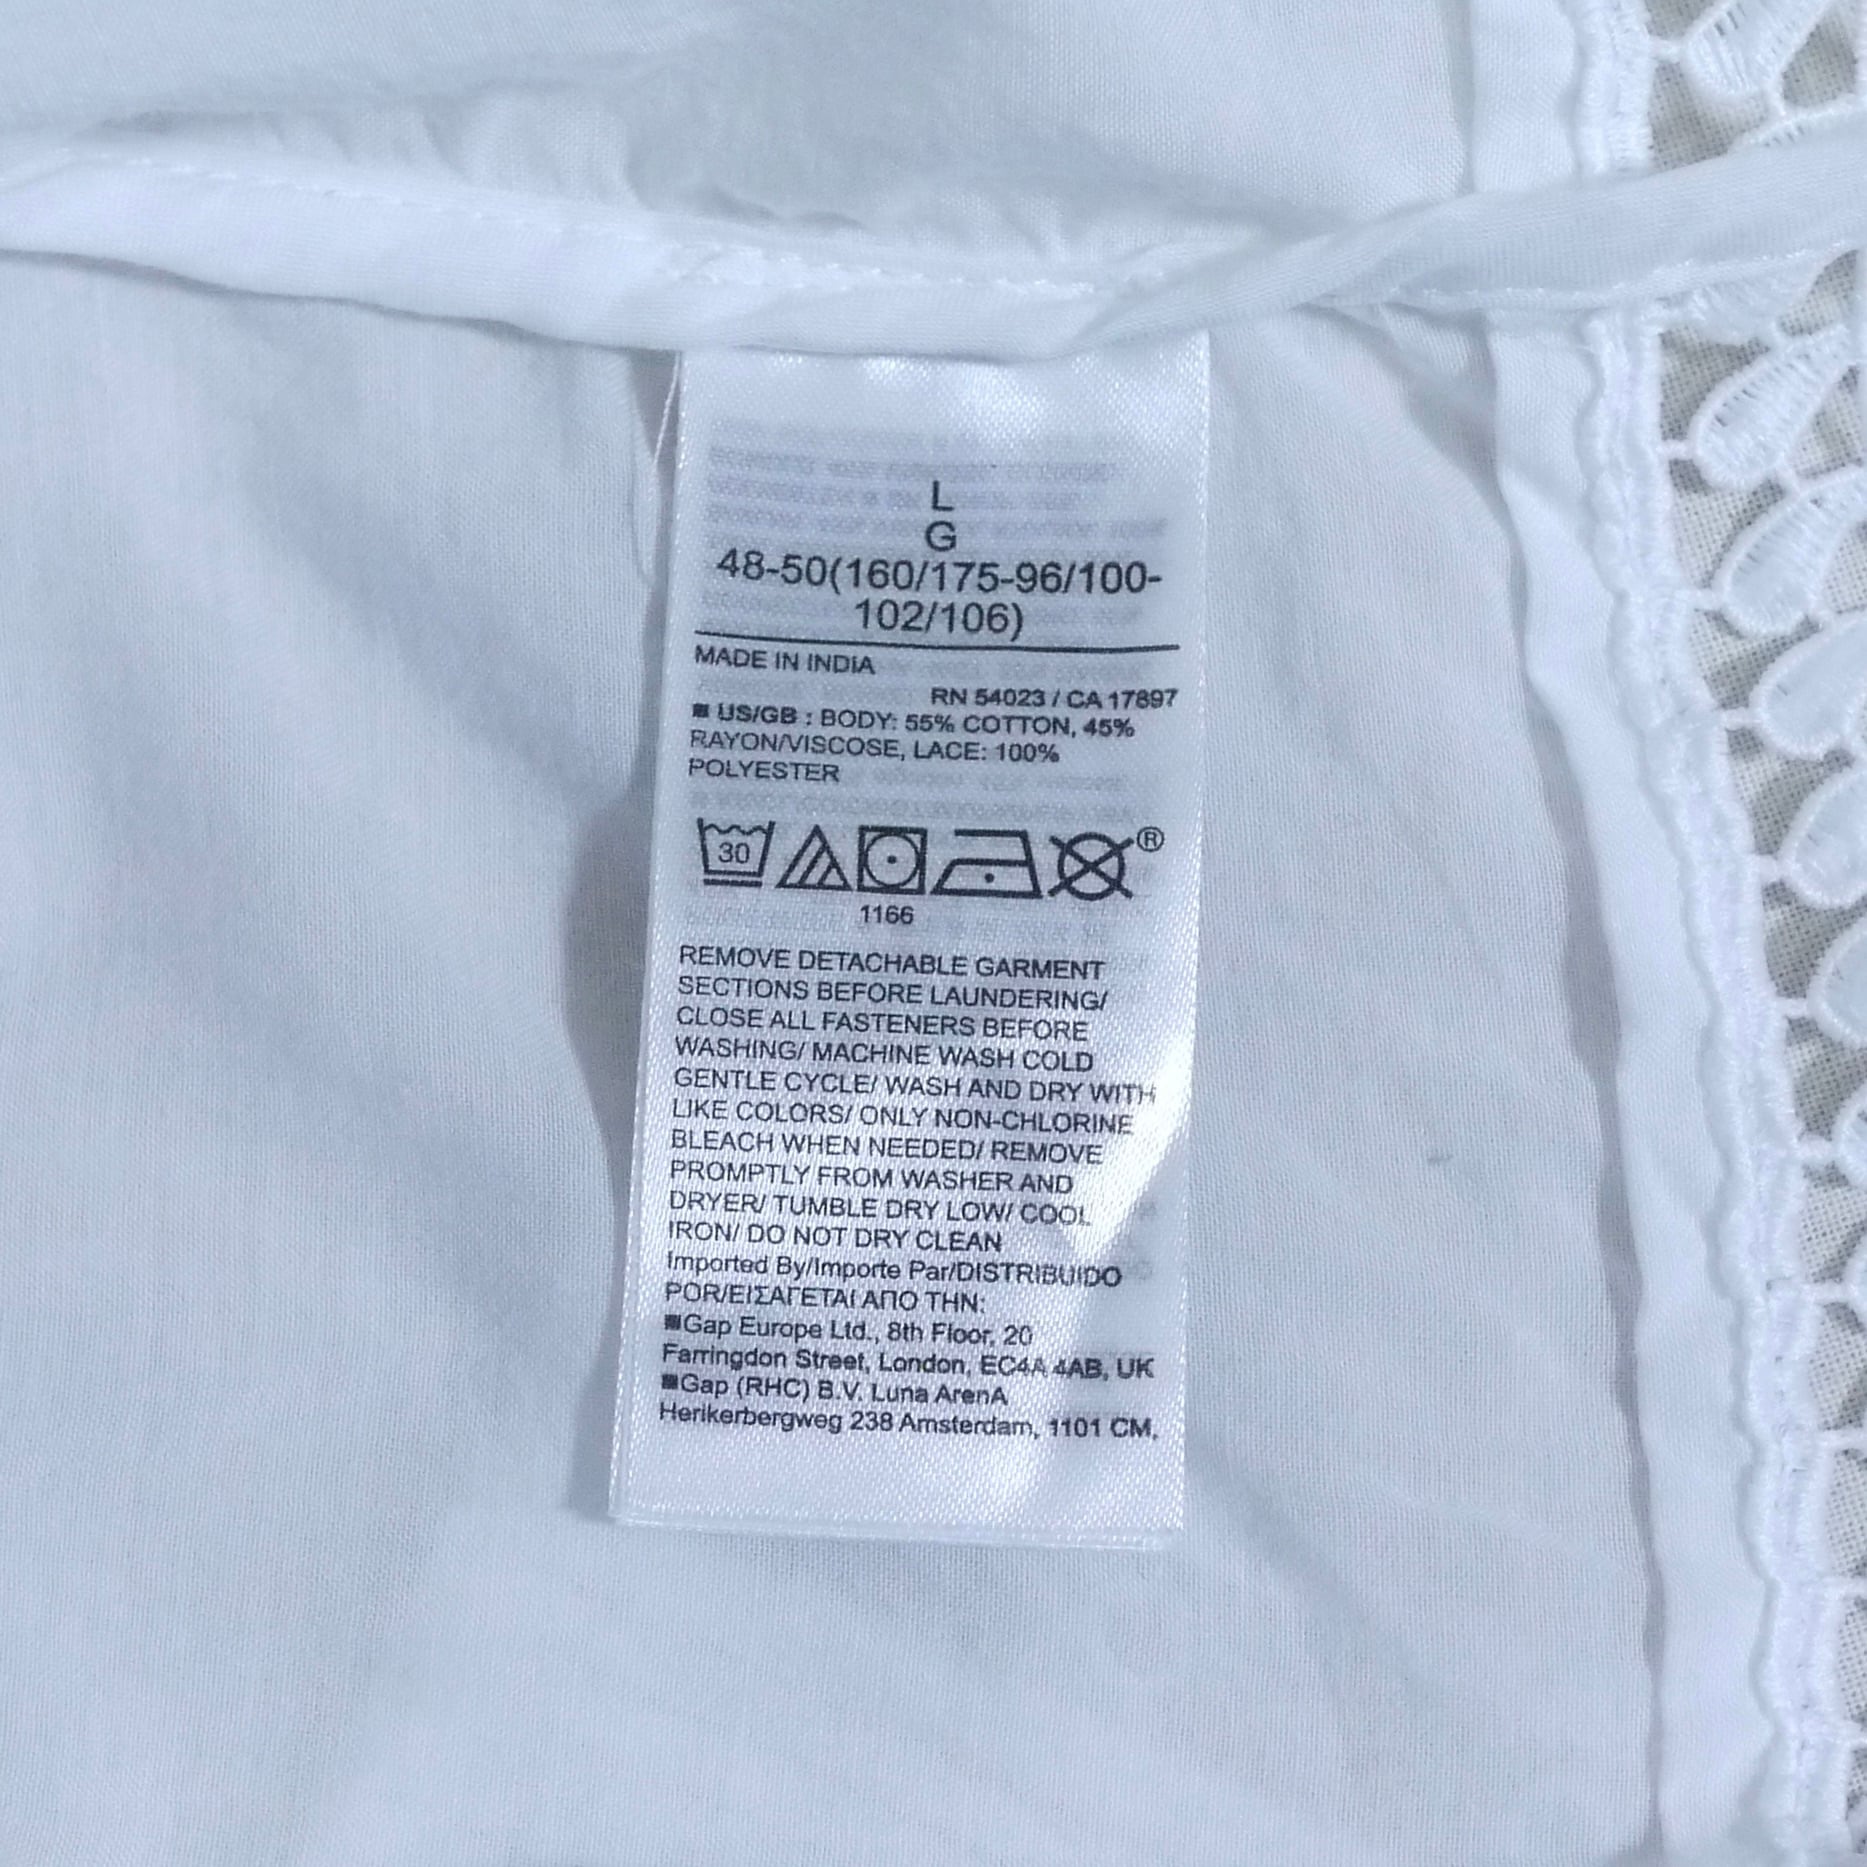 L
G
48-50(160/175-96/100-
102/106)
MADE IN INDIA
RN 54023 / CA 17897
■ US/GB : BODY: 55% COTTON, 45%
RAYON/VISCOSE, LACE: 100%
POLYESTER
30
®
1166
REMOVE DETACHABLE GARMENT
SECTIONS BEFORE LAUNDERING/
CLOSE ALL FASTENERS BEFORE
WASHING/ MACHINE WASH COLD
GENTLE CYCLE/ WASH AND DRY WITH
LIKE COLORS/ ONLY NON-CHLORINE
BLEACH WHEN NEEDED/ REMOVE
PROMPTLY FROM WASHER AND
DRYER/ TUMBLE DRY LOW/ COOL
IRON/ DO NOT DRY CLEAN
Imported By/Importe Par/DISTRIBUIDO
POR/ΕΙΣΑΓΕΤΑΙ ΑΠΟ ΤΗΝ:
■Gap Europe Ltd., 8th Floor, 20
Farringdon Street, London, EC4A 4AB, UK
■Gap (RHC) B.V. Luna ArenA
Herikerbergweg 238 Amsterdam, 1101 CM,